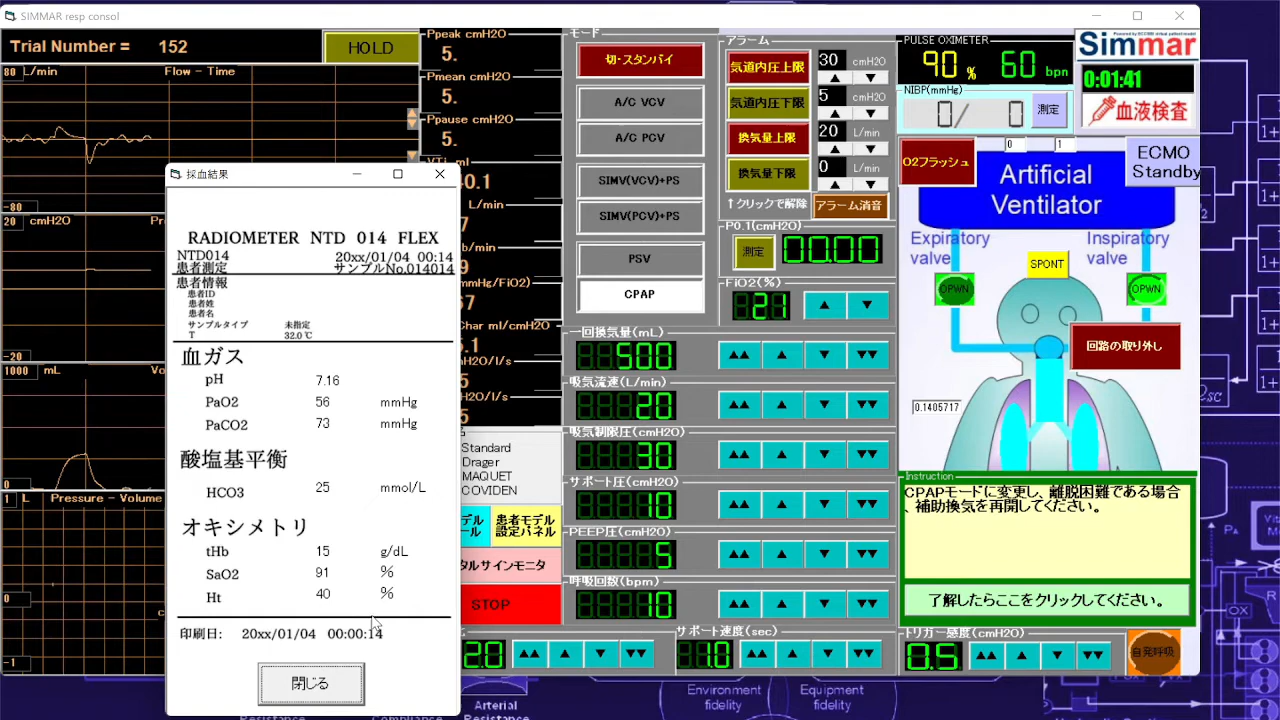 SIMMAR resp consol
Trial Number = 152
HOLD
80 L/min Flow - Time
-80
20 cmH2O
-20
1000 mL
0
1 L Pressure - Volume
0
-1
Ppeak cmH2O
5.
Pmean cmH2O
5.
Ppause cmH2O
5.
採血結果
RADIOMETER NTD 014 FLEX
NTD014 20xx/01/04 00:14
患者測定 サンプルNo.014014
患者情報
患者ID
患者姓
患者名
サンプルタイプ 未指定
T 32.0℃
血ガス
pH 7.16
PaO2 56 mmHg
PaCO2 73 mmHg
酸塩基平衡
HCO3 25 mmol/L
オキシメトリ
tHb 15 g/dL
SaO2 91 %
Ht 40 %
印刷日: 20xx/01/04 00:00:14
閉じる
Standard
Drager
MAQUET
COVIDEN
患者モデル
設定パネル
タルサインモニタ
STOP
モード
切・スタンバイ
A/C VCV
A/C PCV
SIMV(VCV)+PS
SIMV(PCV)+PS
PSV
CPAP
アラーム
気道内圧上限 30 cmH2O
気道内圧下限 5 cmH2O
換気量上限 20 L/min
換気量下限 0 L/min
↑クリックで解除 アラーム消音
P0.1(cmH2O)
測定 00.00
FiO2(%)
21
一回換気量(mL)
500
吸気流速(L/min)
20
吸気制限圧(cmH2O)
30
サポート圧(cmH2O)
10
PEEP圧(cmH2O)
5
呼吸回数(bpm)
10
2.0
サポート速度(sec)
1.0
トリガー感度(cmH2O)
0.5
自発呼吸
PULSE OXIMETER
90 % 60 bpn
NIBP(mmHg)
0/ 0 測定
Simmar
0:01:41
血液検査
O2フラッシュ
0 1
ECMO
Standby
Artificial
Ventilator
Expiratory
valve
Inspiratory
valve
SPONT
OPWN
OPWN
回路の取り外し
0.1405717
Instruction
CPAPモードに変更し、離脱困難である場合
、補助換気を再開してください。
了解したらここをクリックしてください。
Arterial
Environment
fidelity
Equipment
fidelity